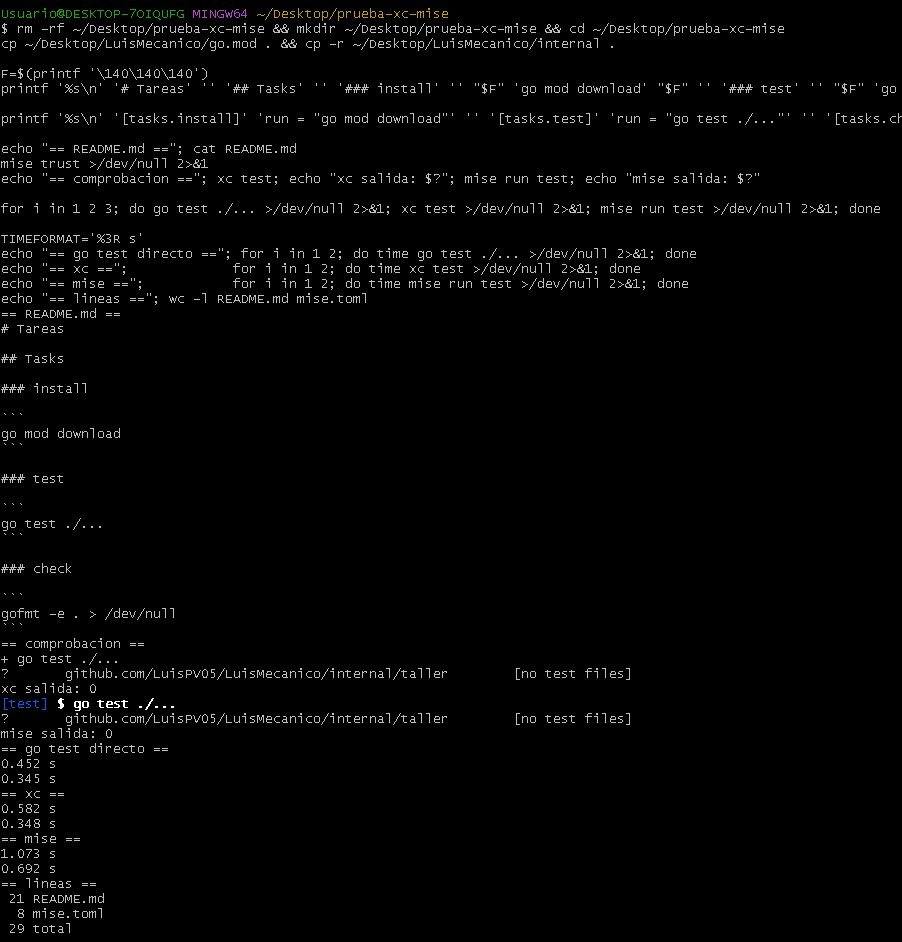 Usuario@DESKTOP-7OIQUFG MINGW64 ~/Desktop/prueba-xc-mise
$ rm -rf ~/Desktop/prueba-xc-mise && mkdir ~/Desktop/prueba-xc-mise && cd ~/Desktop/prueba-xc-mise
cp ~/Desktop/LuisMecanico/go.mod . && cp -r ~/Desktop/LuisMecanico/internal .
F=$(printf '\140\140\140')
printf '%s\n' '# Tareas' '' '## Tasks' '' '### install' '' "$F" 'go mod download' "$F" '' '### test' '' "$F" 'go
printf '%s\n' '[tasks.install]' 'run = "go mod download"' '' '[tasks.test]' 'run = "go test ./..."' '' '[tasks.ch
echo "== README.md =="; cat README.md
mise trust >/dev/null 2>&1
echo "== comprobacion =="; xc test; echo "xc salida: $?"; mise run test; echo "mise salida: $?"
for i in 1 2 3; do go test ./... >/dev/null 2>&1; xc test >/dev/null 2>&1; mise run test >/dev/null 2>&1; done
TIMEFORMAT='%3R s'
echo "== go test directo =="; for i in 1 2; do time go test ./... >/dev/null 2>&1; done
echo "== xc ==";             for i in 1 2; do time xc test >/dev/null 2>&1; done
echo "== mise ==";           for i in 1 2; do time mise run test >/dev/null 2>&1; done
echo "== lineas =="; wc -l README.md mise.toml
== README.md ==
# Tareas
## Tasks
### install
```
go mod download
```
### test
```
go test ./...
```
### check
```
gofmt -e . > /dev/null
```
== comprobacion ==
+ go test ./...
?       github.com/LuisPV05/LuisMecanico/internal/taller        [no test files]
xc salida: 0
[test] $ go test ./...
?       github.com/LuisPV05/LuisMecanico/internal/taller        [no test files]
mise salida: 0
== go test directo ==
0.452 s
0.345 s
== xc ==
0.582 s
0.348 s
== mise ==
1.073 s
0.692 s
== lineas ==
 21 README.md
  8 mise.toml
 29 total